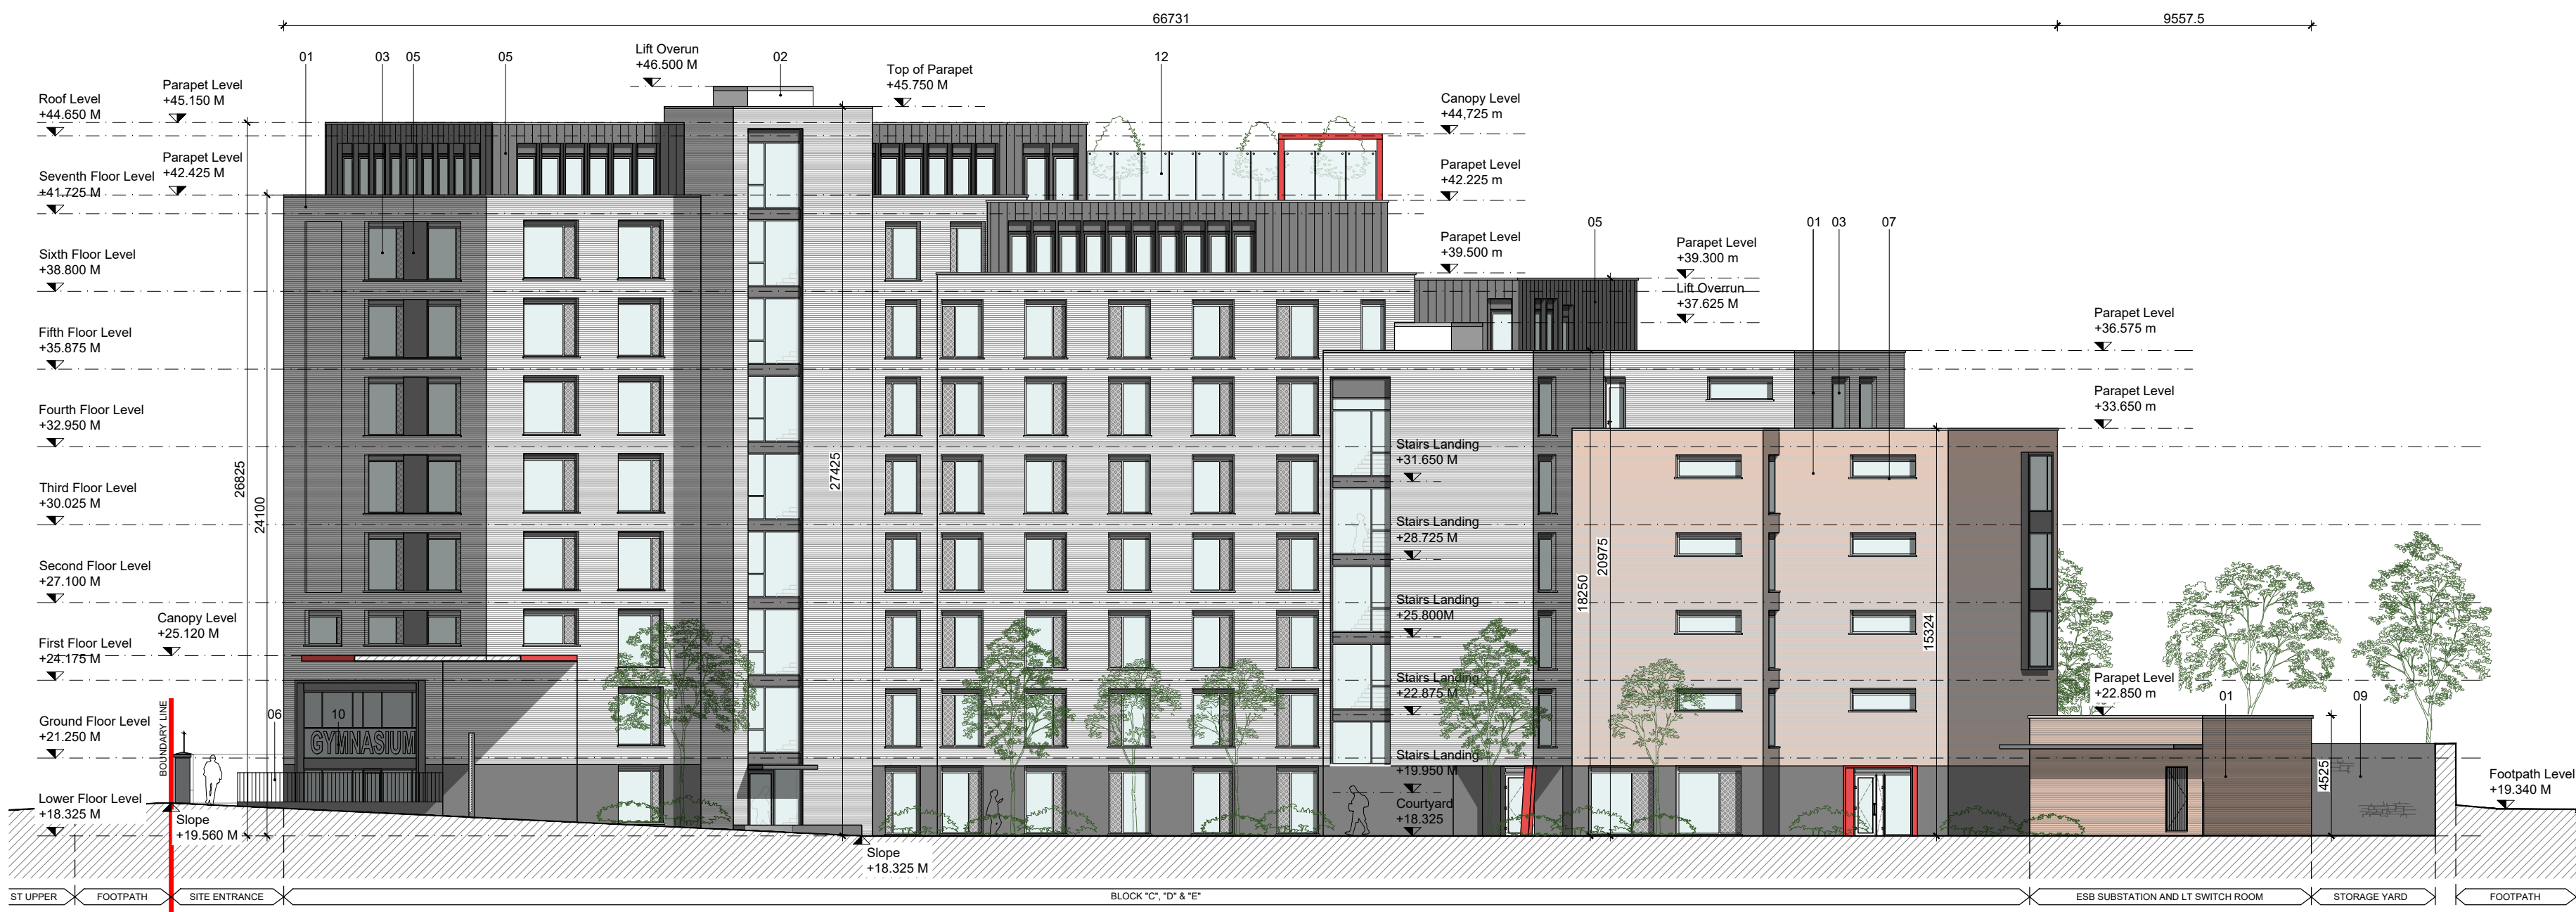 66731
9557.5
01
03
05
05
Lift Overun
+46.500 M
02
Top of Parapet
+45.750 M
12
Roof Level
+44.650 M
Parapet Level
+45.150 M
Canopy Level
+44,725 m
Seventh Floor Level
+41.725 M
Parapet Level
+42.425 M
Parapet Level
+42.225 m
Sixth Floor Level
+38.800 M
Parapet Level
+39.500 m
05
Parapet Level
+39.300 m
Lift Overrun
+37.625 M
01
03
07
Fifth Floor Level
+35.875 M
Parapet Level
+36.575 m
Fourth Floor Level
+32.950 M
Parapet Level
+33.650 m
Stairs Landing
+31.650 M
26825
24100
27425
Third Floor Level
+30.025 M
Stairs Landing
+28.725 M
Second Floor Level
+27.100 M
18250
20975
15324
Stairs Landing
+25.800M
Canopy Level
+25.120 M
First Floor Level
+24.175 M
Stairs Landing
+22.875 M
Parapet Level
+22.850 m
01
09
Ground Floor Level
+21.250 M
BOUNDARY LINE
06
10
GYMNASIUM
Stairs Landing
+19.950 M
4525
Footpath Level
+19.340 M
Lower Floor Level
+18.325 M
Slope
+19.560 M
Courtyard
+18.325
Slope
+18.325 M
ST UPPER
FOOTPATH
SITE ENTRANCE
BLOCK "C", "D" & "E"
ESB SUBSTATION AND LT SWITCH ROOM
STORAGE YARD
FOOTPATH